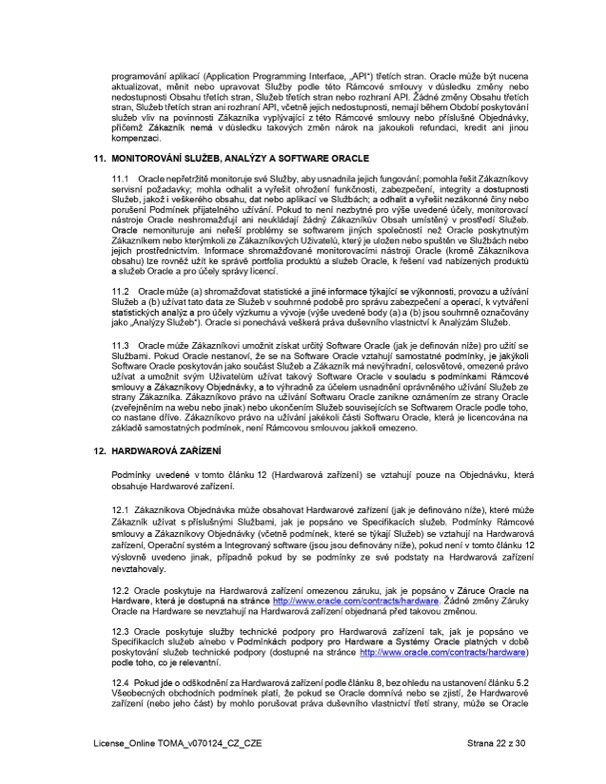 programování aplikací (Application Programming Interface, „API“) třetích stran. Oracle může být nucena
aktualizovat, měnit nebo upravovat Služby podle této Rámcové smlouvy v důsledku změny nebo
nedostupnosti Obsahu třetích stran, Služeb třetích stran nebo rozhraní API. Žádné změny Obsahu třetích
stran, Služeb třetích stran ani rozhraní API, včetně jejich nedostupnosti, nemají během Období poskytování
služeb vliv na povinnosti Zákazníka vyplývající z této Rámcové smlouvy nebo příslušné Objednávky,
přičemž Zákazník nemá v důsledku takových změn nárok na jakoukoli refundaci, kredit ani jinou
kompenzaci.
11. MONITOROVÁNÍ SLUŽEB, ANALÝZY A SOFTWARE ORACLE
11.1 Oracle nepřetržitě monitoruje své Služby, aby usnadnila jejich fungování; pomohla řešit Zákazníkovy
servisní požadavky; mohla odhalit a vyřešit ohrožení funkčnosti, zabezpečení, integrity a dostupnosti
Služeb, jakož i veškerého obsahu, dat nebo aplikací ve Službách; a odhalit a vyřešit nezákonné činy nebo
porušení Podmínek přijatelného užívání. Pokud to není nezbytné pro výše uvedené účely, monitorovací
nástroje Oracle neshromažďují ani neukládají žádný Zákazníkův Obsah umístěný v prostředí Služeb.
Oracle nemonituruje ani neřeší problémy se softwarem jiných společností než Oracle poskytnutým
Zákazníkem nebo kterýmkoli ze Zákazníkových Uživatelů, který je uložen nebo spuštěn ve Službách nebo
jejich prostřednictvím. Informace shromažďované monitorovacími nástroji Oracle (kromě Zákazníkova
obsahu) lze rovněž užít ke správě portfolia produktů a služeb Oracle, k řešení vad nabízených produktů
a služeb Oracle a pro účely správy licencí.
11.2 Oracle může (a) shromažďovat statistické a jiné informace týkající se výkonnosti, provozu a užívání
Služeb a (b) užívat tato data ze Služeb v souhrnné podobě pro správu zabezpečení a operací, k vytváření
statistických analýz a pro účely výzkumu a vývoje (výše uvedené body (a) a (b) jsou souhrnně označovány
jako „Analýzy Služeb“). Oracle si ponechává veškerá práva duševního vlastnictví k Analýzám Služeb.
11.3 Oracle může Zákazníkovi umožnit získat určitý Software Oracle (jak je definován níže) pro užití se
Službami. Pokud Oracle nestanoví, že se na Software Oracle vztahují samostatné podmínky, je jakýkoli
Software Oracle poskytován jako součást Služeb a Zákazník má nevýhradní, celosvětové, omezené právo
užívat a umožnit svým Uživatelům užívat takový Software Oracle v souladu s podmínkami Rámcové
smlouvy a Zákazníkovy Objednávky, a to výhradně za účelem usnadnění oprávněného užívání Služeb ze
strany Zákazníka. Zákazníkovo právo na užívání Softwaru Oracle zanikne oznámením ze strany Oracle
(zveřejněním na webu nebo jinak) nebo ukončením Služeb souvisejících se Softwarem Oracle podle toho,
co nastane dříve. Zákazníkovo právo na užívání jakékoli části Softwaru Oracle, která je licencována na
základě samostatných podmínek, není Rámcovou smlouvou jakkoli omezeno.
12. HARDWAROVÁ ZAŘÍZENÍ
Podmínky uvedené v tomto článku 12 (Hardwarová zařízení) se vztahují pouze na Objednávku, která
obsahuje Hardwarové zařízení.
12.1 Zákazníkova Objednávka může obsahovat Hardwarové zařízení (jak je definováno níže), které může
Zákazník užívat s příslušnými Službami, jak je popsáno ve Specifikacích služeb. Podmínky Rámcové
smlouvy a Zákazníkovy Objednávky (včetně podmínek, které se týkají Služeb) se vztahují na Hardwarová
zařízení, Operační systém a Integrovaný software (jsou jsou definovány níže), pokud není v tomto článku 12
výslovně uvedeno jinak, případně pokud by se podmínky ze své podstaty na Hardwarová zařízení
nevztahovaly.
12.2 Oracle poskytuje na Hardwarová zařízení omezenou záruku, jak je popsáno v Záruce Oracle na
Hardware, která je dostupná na stránce http://www.oracle.com/contracts/hardware. Žádné změny Záruky
Oracle na Hardware se nevztahují na Hardwarová zařízení objednaná před takovou změnou.
12.3 Oracle poskytuje služby technické podpory pro Hardwarová zařízení tak, jak je popsáno ve
Specifikacích služeb a/nebo v Podmínkách podpory pro Hardware a Systémy Oracle platných v době
poskytování služeb technické podpory (dostupné na stránce http://www.oracle.com/contracts/hardware)
podle toho, co je relevantní.
12.4 Pokud jde o odškodnění za Hardwarová zařízení podle článku 8, bez ohledu na ustanovení článku 5.2
Všeobecných obchodních podmínek platí, že pokud se Oracle domnívá nebo se zjistí, že Hardwarové
zařízení (nebo jeho část) by mohlo porušovat práva duševního vlastnictví třetí strany, může se Oracle
License_Online TOMA_v070124_CZ_CZE
Strana 22 z 30